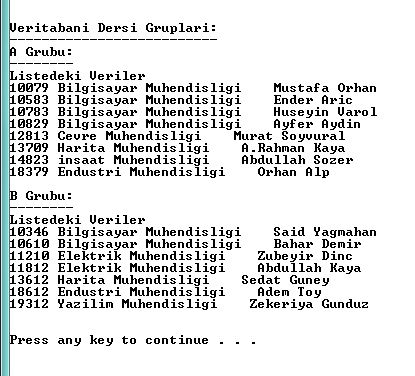 Veritabani Dersi Gruplari:
--------------------------
A Grubu:
--------
Listedeki Veriler
10079 Bilgisayar Muhendisligi    Mustafa Orhan
10583 Bilgisayar Muhendisligi    Ender Aric
10783 Bilgisayar Muhendisligi    Huseyin Varol
10829 Bilgisayar Muhendisligi    Ayfer Aydin
12813 Cevre Muhendisligi    Murat Soyvural
13709 Harita Muhendisligi    A.Rahman Kaya
14823 insaat Muhendisligi    Abdullah Sozer
18379 Endustri Muhendisligi    Orhan Alp
B Grubu:
--------
Listedeki Veriler
10346 Bilgisayar Muhendisligi    Said Yagmahan
10610 Bilgisayar Muhendisligi    Bahar Demir
11210 Elektrik Muhendisligi    Zubeyir Dinc
11812 Elektrik Muhendisligi    Abdullah Kaya
13612 Harita Muhendisligi    Sedat Guney
18612 Endustri Muhendisligi    Adem Toy
19312 Yazilim Muhendisligi    Zekeriya Gunduz
Press any key to continue . . .